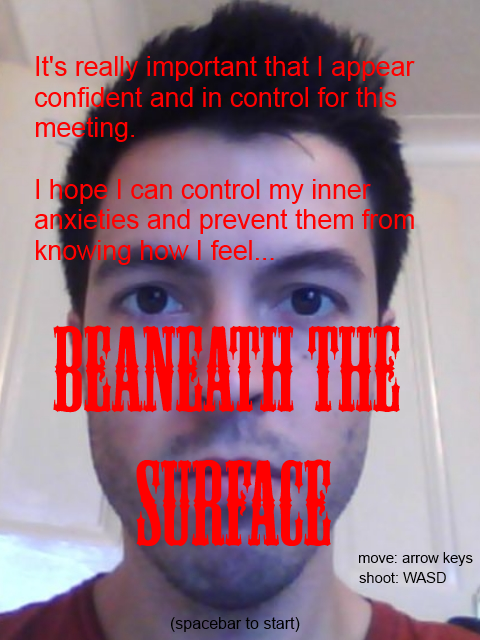 It's really important that I appear
confident and in control for this
meeting.
I hope I can control my inner
anxieties and prevent them from
knowing how I feel...
BEANEATH THE
SURFACE
move: arrow keys
shoot: WASD
(spacebar to start)